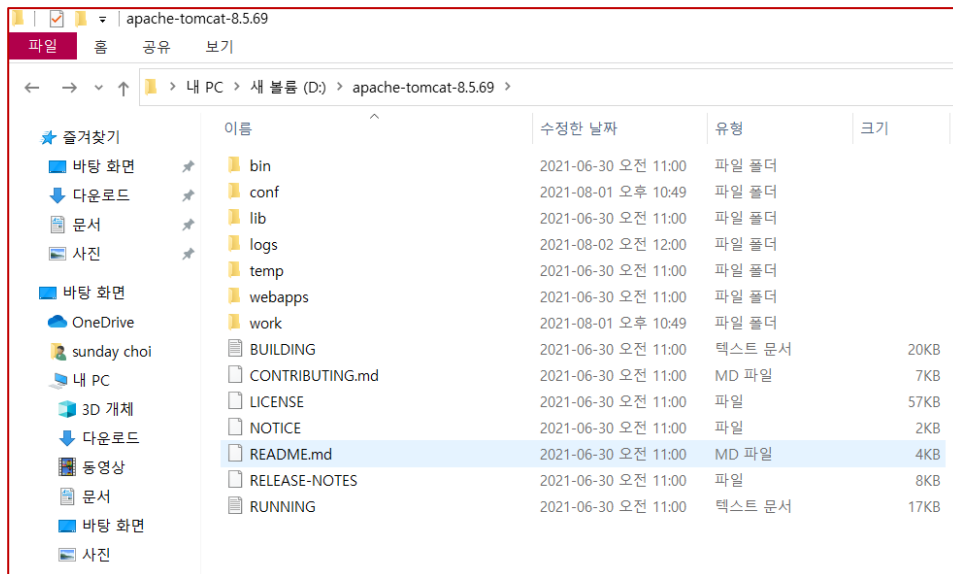 apache-tomcat-8.5.69
파일 홈 공유 보기
내 PC 새 볼륨 (D:) apache-tomcat-8.5.69
즐겨찾기
바탕 화면
다운로드
문서
사진
바탕 화면
OneDrive
sunday choi
내 PC
3D 개체
다운로드
동영상
문서
바탕 화면
사진
이름 수정한 날짜 유형 크기
bin 2021-06-30 오전 11:00 파일 폴더
conf 2021-08-01 오후 10:49 파일 폴더
lib 2021-06-30 오전 11:00 파일 폴더
logs 2021-08-02 오전 12:00 파일 폴더
temp 2021-06-30 오전 11:00 파일 폴더
webapps 2021-06-30 오전 11:00 파일 폴더
work 2021-08-01 오후 10:49 파일 폴더
BUILDING 2021-06-30 오전 11:00 텍스트 문서 20KB
CONTRIBUTING.md 2021-06-30 오전 11:00 MD 파일 7KB
LICENSE 2021-06-30 오전 11:00 파일 57KB
NOTICE 2021-06-30 오전 11:00 파일 2KB
README.md 2021-06-30 오전 11:00 MD 파일 4KB
RELEASE-NOTES 2021-06-30 오전 11:00 파일 8KB
RUNNING 2021-06-30 오전 11:00 텍스트 문서 17KB